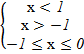 x < 1
x > -1
-1 ≤ x ≤ 0